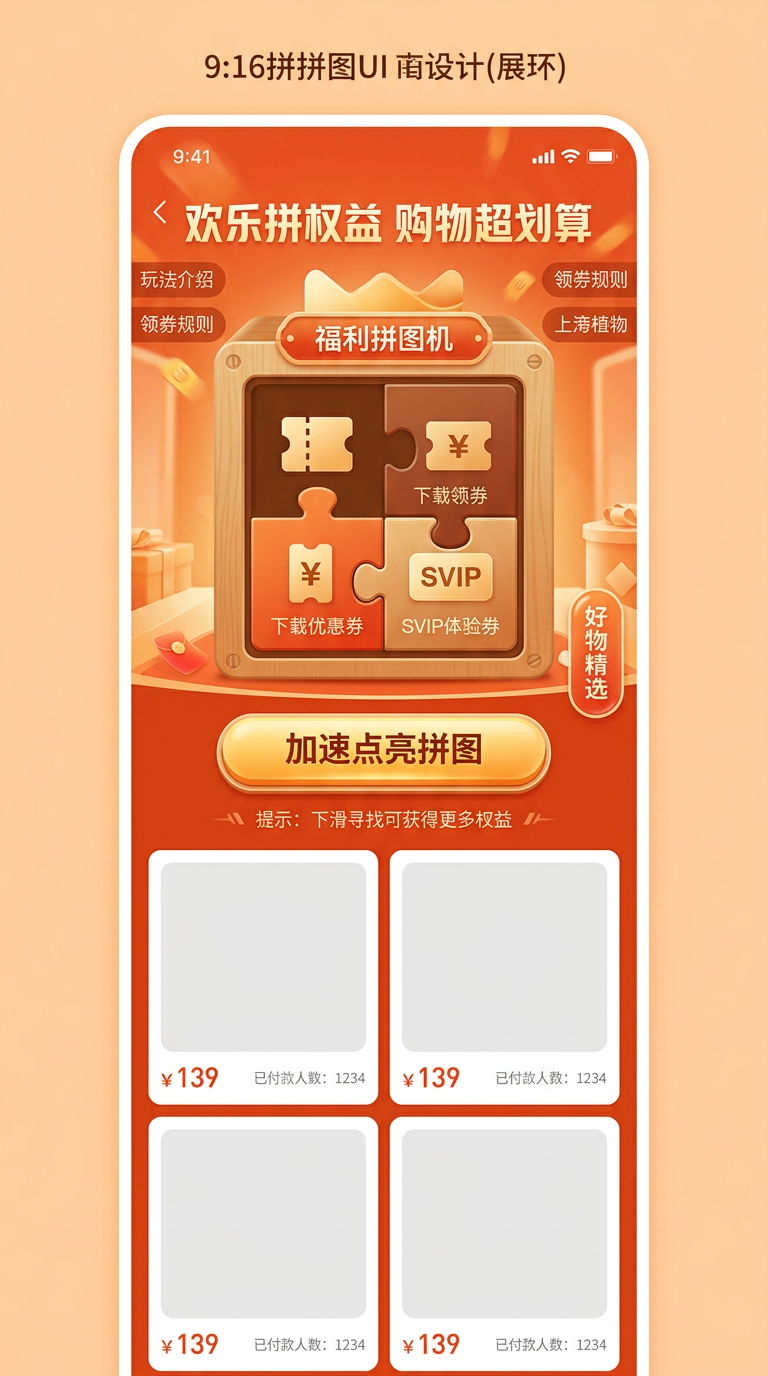 9:16拼拼图UI 南设计(展环)
9:41
欢乐拼权益 购物超划算
玩法介绍
领券规则
领券规则
上海植物
福利拼图机
¥
下载领券
¥
下载优惠券
SVIP
SVIP体验券
好物精选
加速点亮拼图
提示：下滑寻找可获得更多权益
¥139 已付款人数：1234
¥139 已付款人数：1234
¥139 已付款人数：1234
¥139 已付款人数：1234